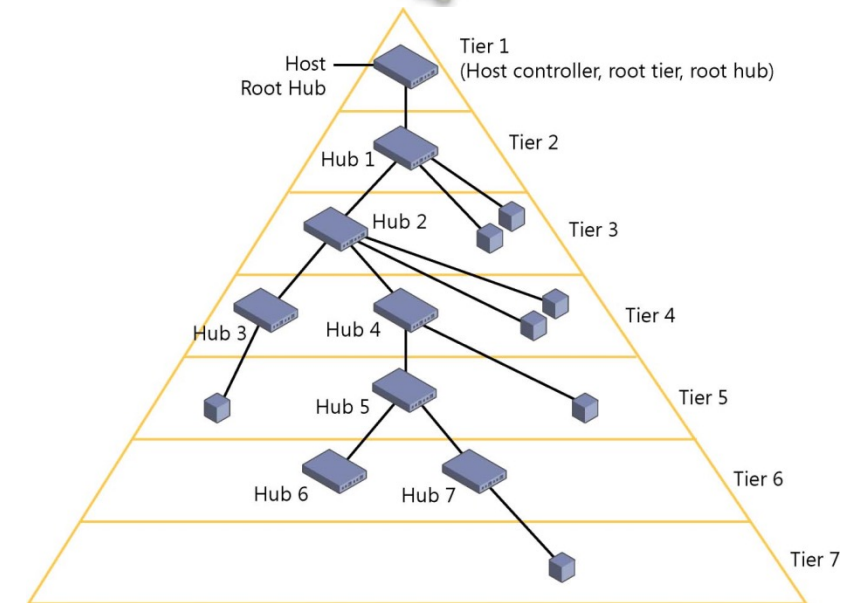 Host
Root Hub
Tier 1
(Host controller, root tier, root hub)
Tier 2
Hub 1
Hub 2
Tier 3
Hub 3
Hub 4
Tier 4
Hub 5
Tier 5
Hub 6
Hub 7
Tier 6
Tier 7